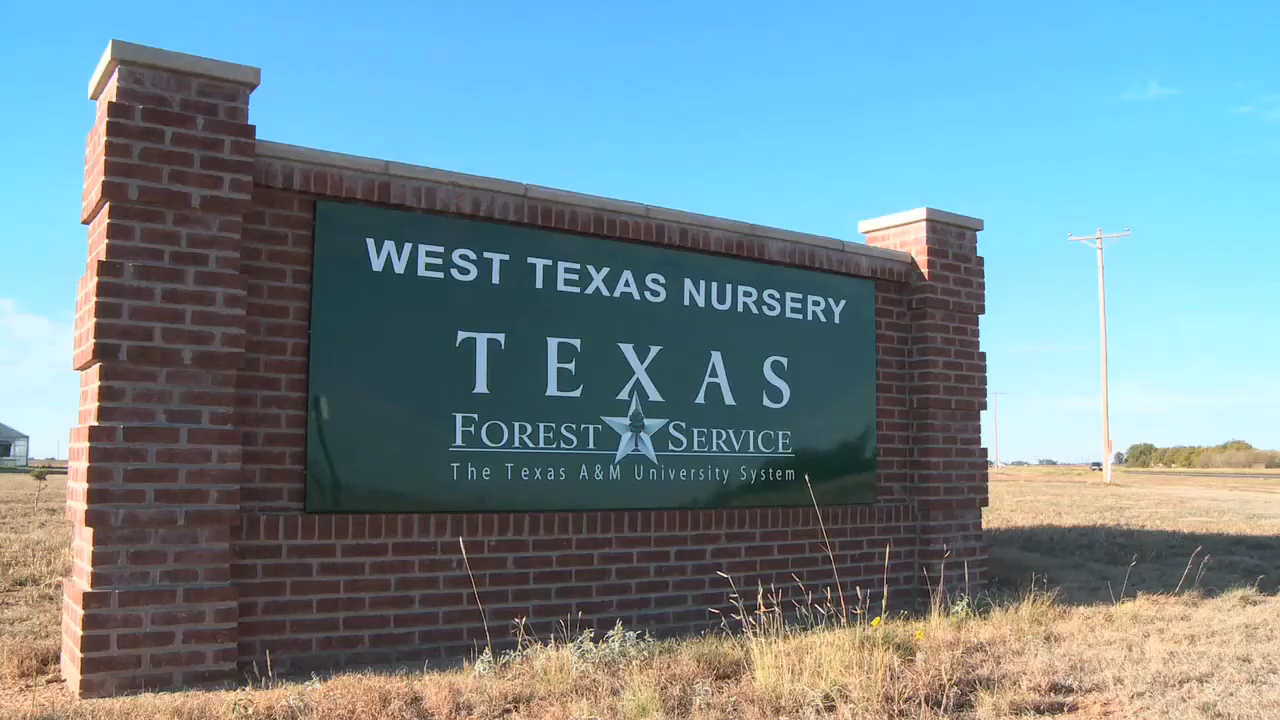 WEST TEXAS NURSERY
TEXAS
FOREST SERVICE
The Texas A&M University System